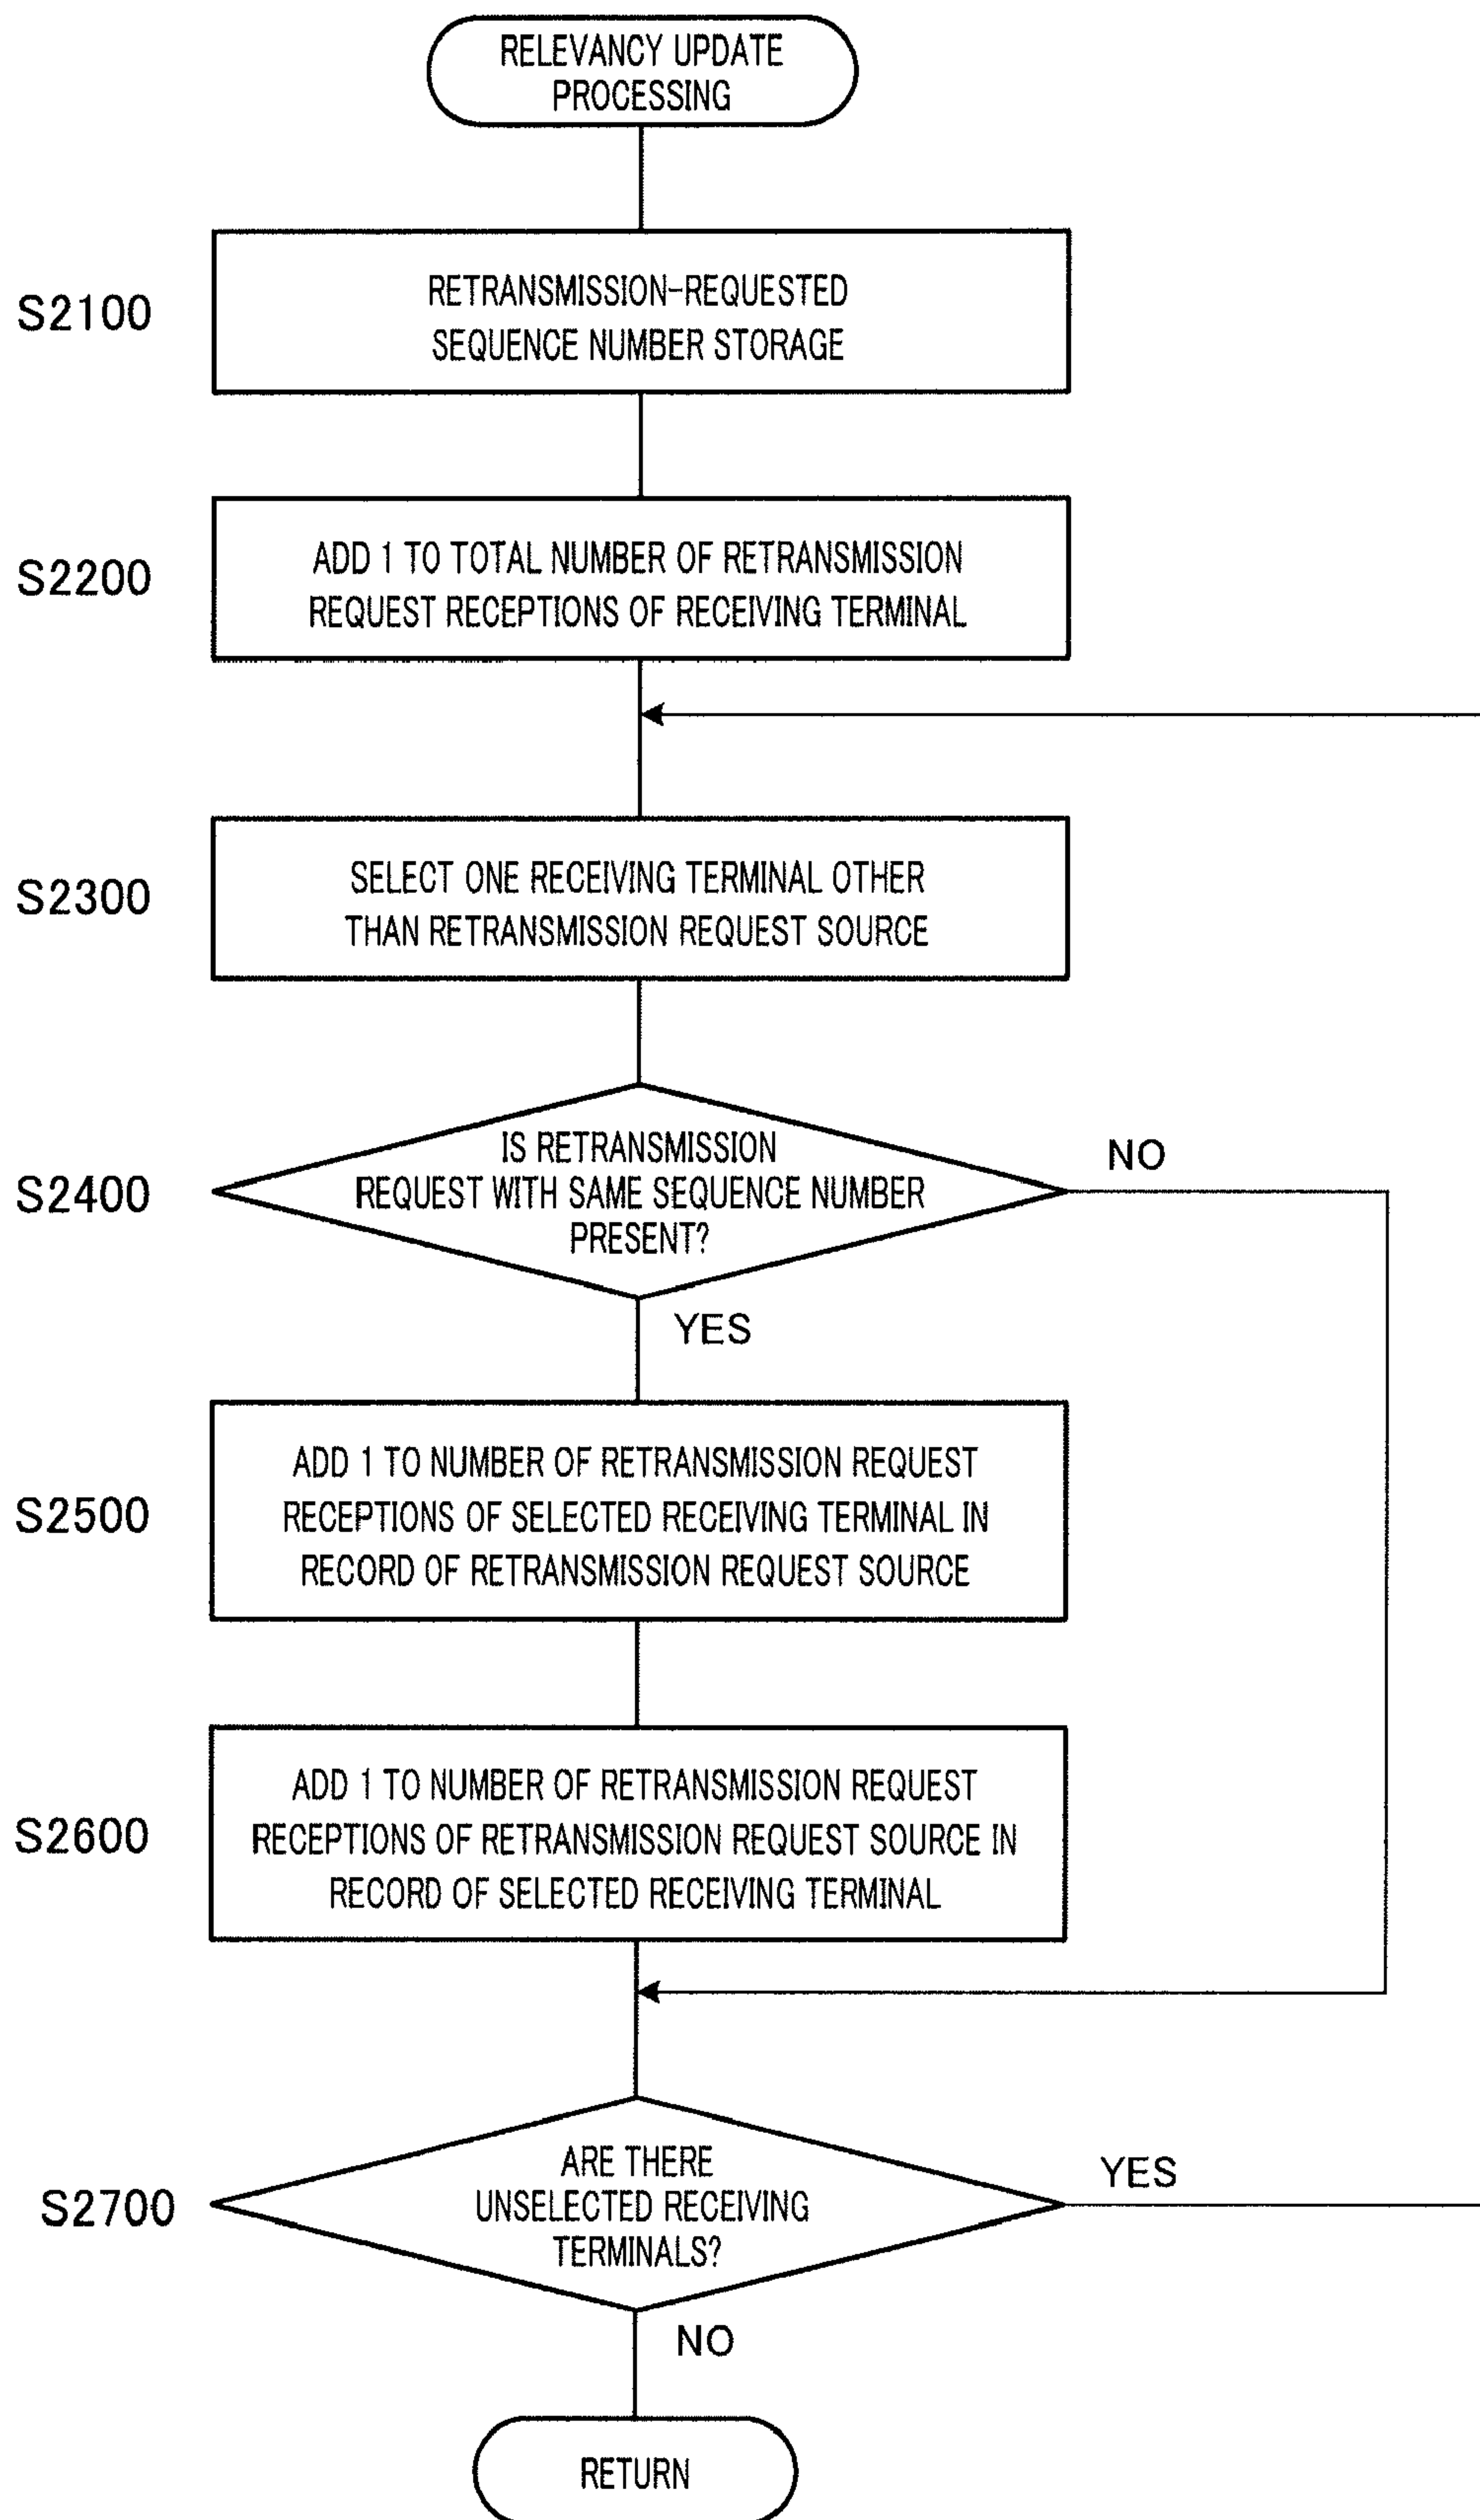 RELEVANCY UPDATE
PROCESSING
S2100
RETRANSMISSION-REQUESTED
SEQUENCE NUMBER STORAGE
S2200
ADD 1 TO TOTAL NUMBER OF RETRANSMISSION
REQUEST RECEPTIONS OF RECEIVING TERMINAL
S2300
SELECT ONE RECEIVING TERMINAL OTHER
THAN RETRANSMISSION REQUEST SOURCE
S2400
IS RETRANSMISSION
REQUEST WITH SAME SEQUENCE NUMBER
PRESENT?
NO
YES
S2500
ADD 1 TO NUMBER OF RETRANSMISSION REQUEST
RECEPTIONS OF SELECTED RECEIVING TERMINAL IN
RECORD OF RETRANSMISSION REQUEST SOURCE
S2600
ADD 1 TO NUMBER OF RETRANSMISSION REQUEST
RECEPTIONS OF RETRANSMISSION REQUEST SOURCE IN
RECORD OF SELECTED RECEIVING TERMINAL
S2700
ARE THERE
UNSELECTED RECEIVING
TERMINALS?
YES
NO
RETURN